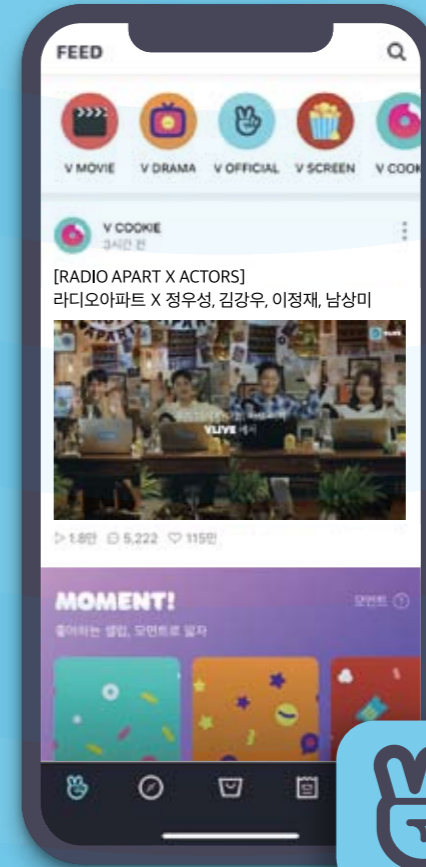 FEED
V MOVIE
V DRAMA
V OFFICIAL
V SCREEN
V COOK
V COOKIE
3시간 전
[RADIO APART X ACTORS]
라디오아파트 X 정우성, 김강우, 이정재, 남상미
VLIVE 에서
1.8만 5,222 115만
MOMENT!
모먼트 ?
좋아하는 셀럽, 모먼트로 말자